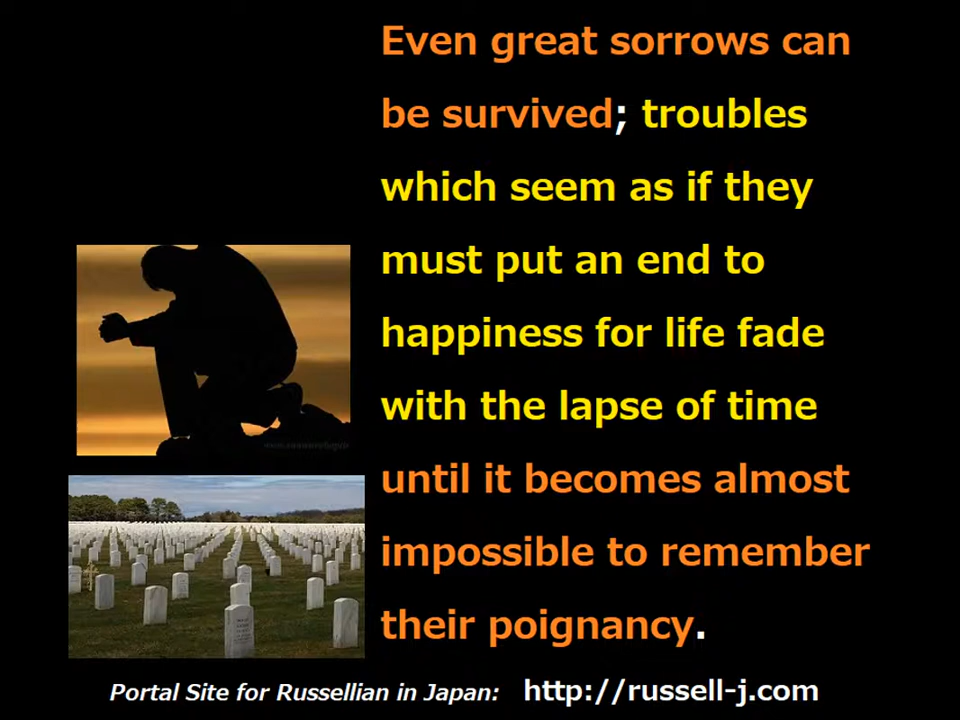 Even great sorrows can
be survived; troubles
which seem as if they
must put an end to
happiness for life fade
with the lapse of time
until it becomes almost
impossible to remember
their poignancy.
Portal Site for Russellian in Japan: http://russell-j.com